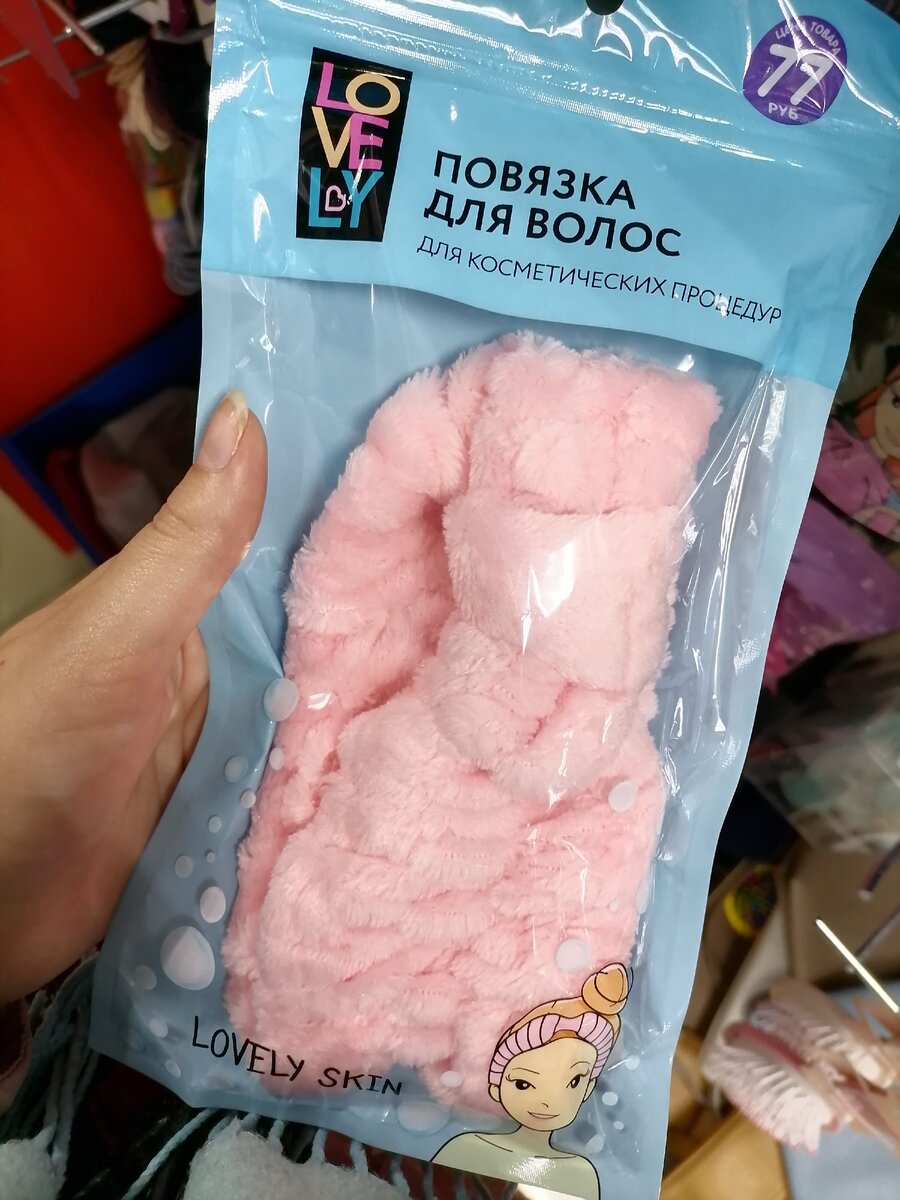 LO
VE
LY
ЦЕНА ТОВАРА
77
РУБ
ПОВЯЗКА
ДЛЯ ВОЛОС
ДЛЯ КОСМЕТИЧЕСКИХ ПРОЦЕДУР
LOVELY SKIN